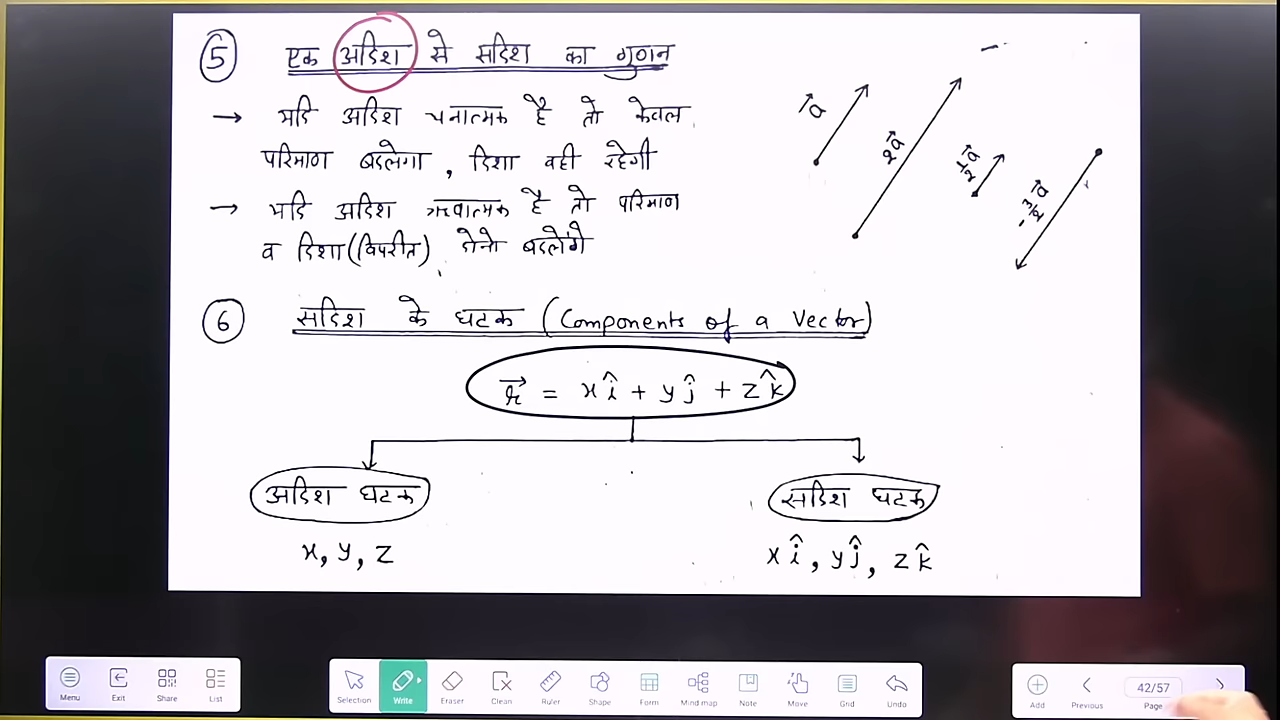 5 एक अदिश से सदिश का गुणन
→ यदि अदिश धनात्मक है तो केवल
परिमाण बदलेगा, दिशा वही रहेगी
→ यदि अदिश ऋणात्मक है तो परिमाण
व दिशा (विपरीत) दोनो बदलेंगे
a⃗
2a⃗
1/2 a⃗
-3/2 a⃗
6 सदिश के घटक (Components of a Vector)
r⃗ = xî + yĵ + zk̂
अदिश घटक
सदिश घटक
x, y, z
xî, yĵ, zk̂
Menu Exit Share List
Selection Write Eraser Clean Ruler Shape Form Mind map Note Move Grid Undo
Add Previous 42/57 Page